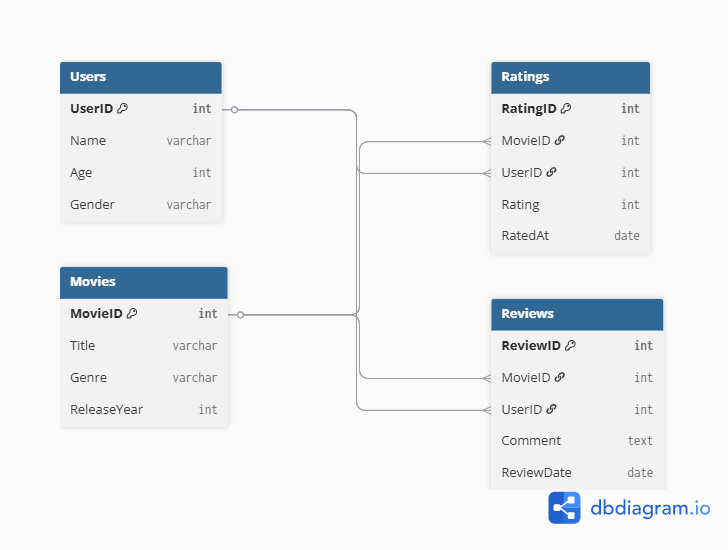 Users
UserID int
Name varchar
Age int
Gender varchar
Movies
MovieID int
Title varchar
Genre varchar
ReleaseYear int
Ratings
RatingID int
MovieID int
UserID int
Rating int
RatedAt date
Reviews
ReviewID int
MovieID int
UserID int
Comment text
ReviewDate date
dbdiagram.io